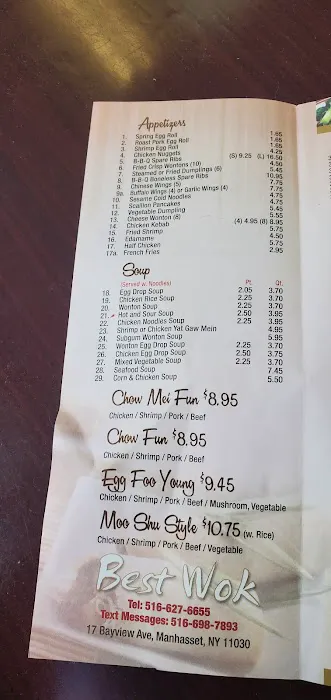 Appetizers
1. Spring Egg Roll 1.65
2. Roast Pork Egg Roll 1.65
3. Shrimp Egg Roll
4. Chicken Nuggets 4.25
5. B-B-Q Spare Ribs (S) 9.25 (L) 16.50
6. Fried Crisp Wontons (10) 4.50
7. Steamed or Fried Dumplings (6) 5.45
8. B-B-Q Boneless Spare Ribs 10.95
9. Chinese Wings (5) 7.75
9a. Buffalo Wings (4) or Garlic Wings (4) 7.75
10. Sesame Cold Noodles
11. Scallion Pancakes
12. Vegetable Dumpling 5.45
13. Cheese Wonton (8) 5.55
14. Chicken Kebab (4) 4.95 (8) 8.95
15. Fried Shrimp 5.75
16. Edamame 4.50
17. Half Chicken 5.75
17a. French Fries 2.95
Soup
(Served w. Noodles) Pt. Qt.
18. Egg Drop Soup 2.05 3.70
19. Chicken Rice Soup 2.25 3.70
20. Wonton Soup 2.25 3.70
21. Hot and Sour Soup 2.50 3.95
22. Chicken Noodles Soup 2.25 3.95
23. Shrimp or Chicken Yat Gaw Mein 4.95
24. Subgum Wonton Soup 5.95
25. Wonton Egg Drop Soup 2.25 3.70
26. Chicken Egg Drop Soup 2.50 3.75
27. Mixed Vegetable Soup 2.25 3.70
28. Seafood Soup 7.45
29. Corn & Chicken Soup 5.50
Chow Mei Fun $8.95
Chicken / Shrimp / Pork / Beef
Chow Fun $8.95
Chicken / Shrimp / Pork / Beef
Egg Foo Young $9.45
Chicken / Shrimp / Pork / Beef / Mushroom, Vegetable
Moo Shu Style $10.75 (w. Rice)
Chicken / Shrimp / Pork / Beef / Vegetable
Best Wok
Tel: 516-627-6655
Text Messages: 516-698-7893
17 Bayview Ave, Manhasset, NY 11030